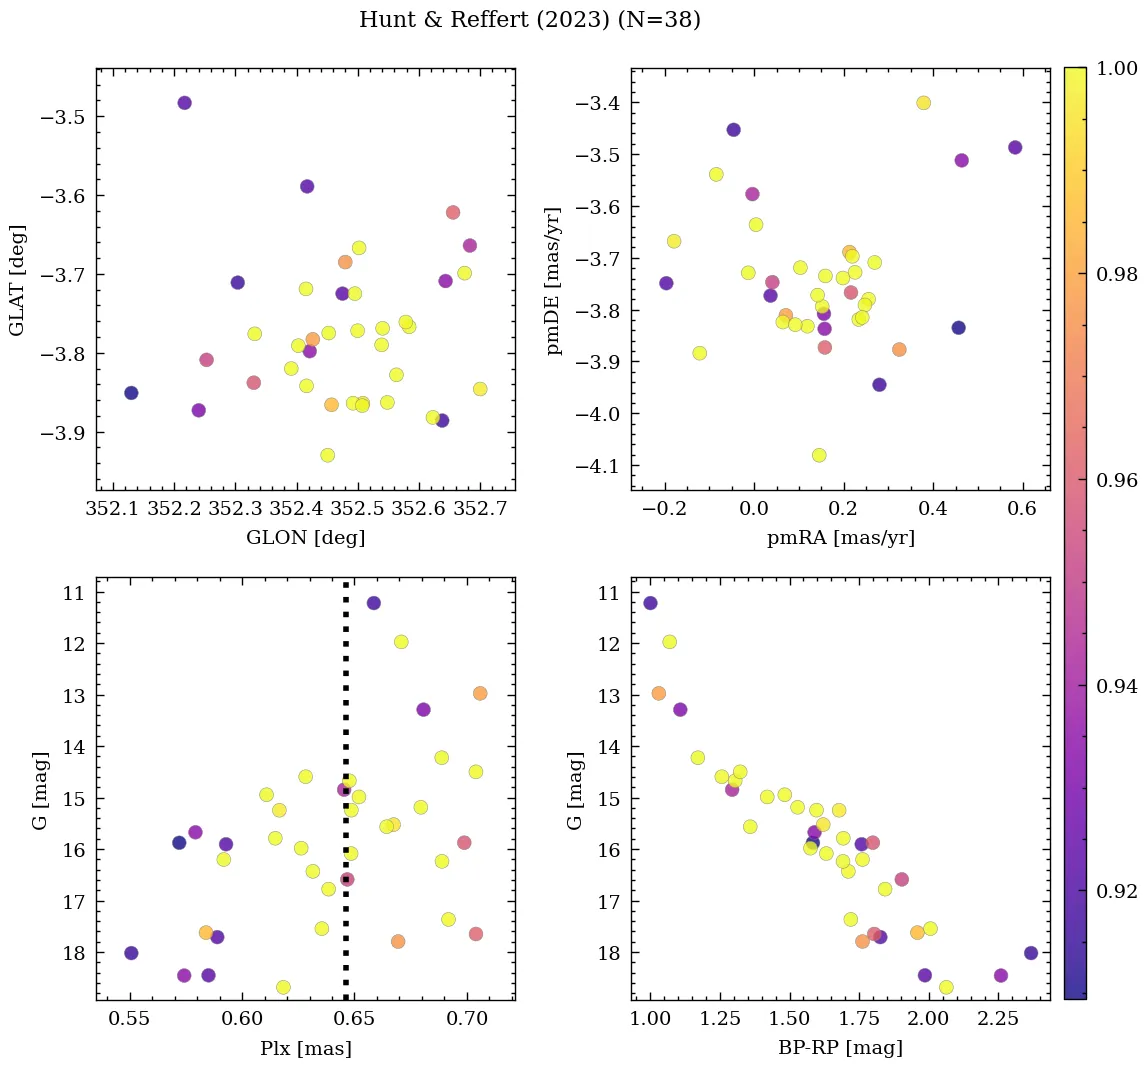 Hunt & Reffert (2023) (N=38)
−3.5
−3.6
−3.7
−3.8
−3.9
GLAT [deg]
352.1 352.2 352.3 352.4 352.5 352.6 352.7
GLON [deg]
−3.4
−3.5
−3.6
−3.7
−3.8
−3.9
−4.0
−4.1
pmDE [mas/yr]
−0.2 0.0 0.2 0.4 0.6
pmRA [mas/yr]
11
12
13
14
15
16
17
18
G [mag]
0.55 0.60 0.65 0.70
Plx [mas]
11
12
13
14
15
16
17
18
G [mag]
1.00 1.25 1.50 1.75 2.00 2.25
BP-RP [mag]
1.00
0.98
0.96
0.94
0.92